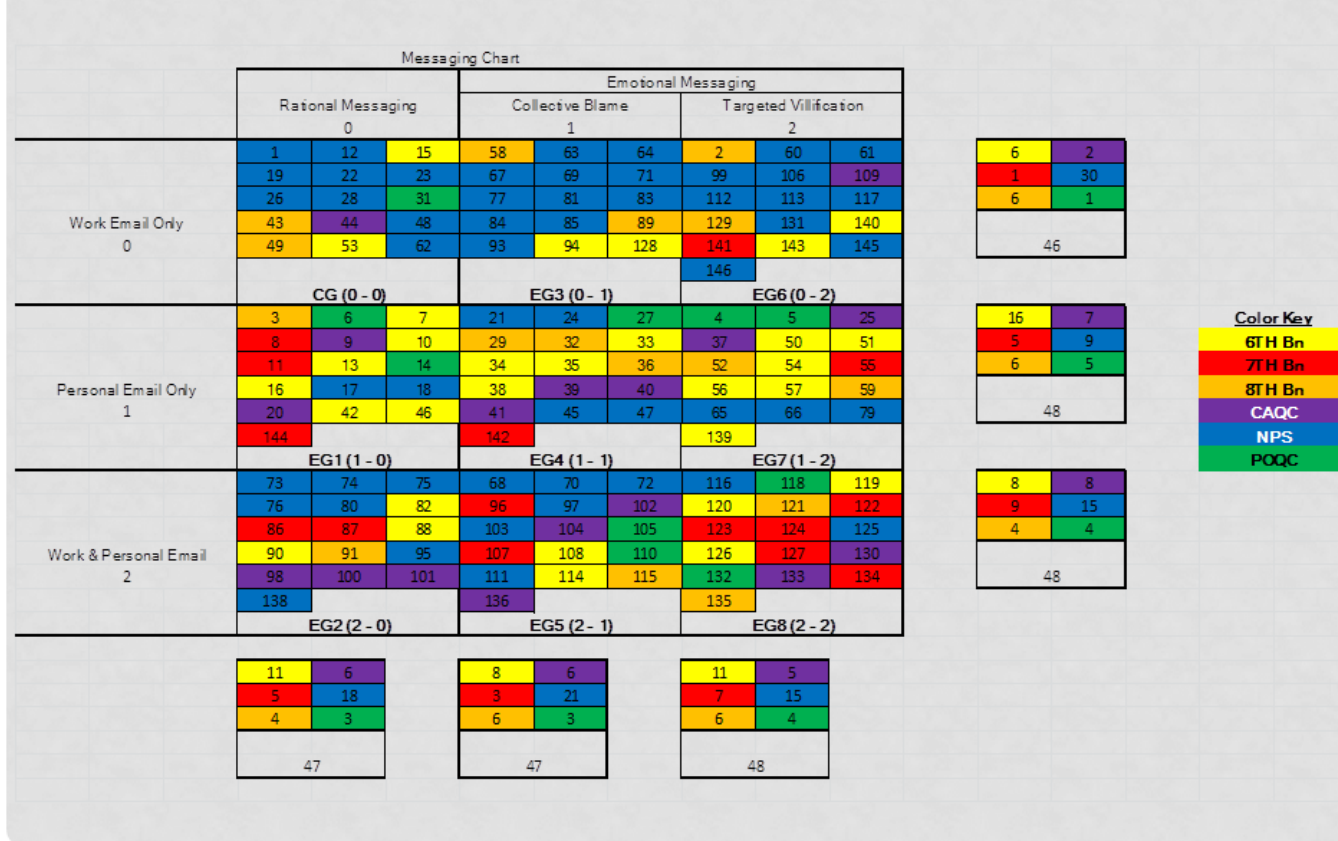 Messaging Chart
Emotional Messaging
Rational Messaging Collective Blame Targeted Villification
0 1 2
1 12 15 58 63 64 2 60 61 6 2
19 22 23 67 69 71 99 106 109 1 30
26 28 31 77 81 83 112 113 117 6 1
Work Email Only 43 44 48 84 85 89 129 131 140
0 49 53 62 93 94 128 141 143 145 46
146
CG (0 - 0) EG3 (0 - 1) EG6 (0 - 2)
3 6 7 21 24 27 4 5 25 16 7 Color Key
8 9 10 29 32 33 37 50 51 5 9 6TH Bn
11 13 14 34 35 36 52 54 55 6 5 7TH Bn
Personal Email Only 16 17 18 38 39 40 56 57 59 8TH Bn
1 20 42 46 41 45 47 65 66 79 48 CAQC
144 142 139 NPS
EG1 (1 - 0) EG4 (1 - 1) EG7 (1 - 2) POQC
73 74 75 68 70 72 116 118 119 8 8
76 80 82 96 97 102 120 121 122 9 15
86 87 88 103 104 105 123 124 125 4 4
Work & Personal Email 90 91 95 107 108 110 126 127 130
2 98 100 101 111 114 115 132 133 134 48
138 136 135
EG2 (2 - 0) EG5 (2 - 1) EG8 (2 - 2)
11 6 8 6 11 5
5 18 3 21 7 15
4 3 6 3 6 4
47 47 48